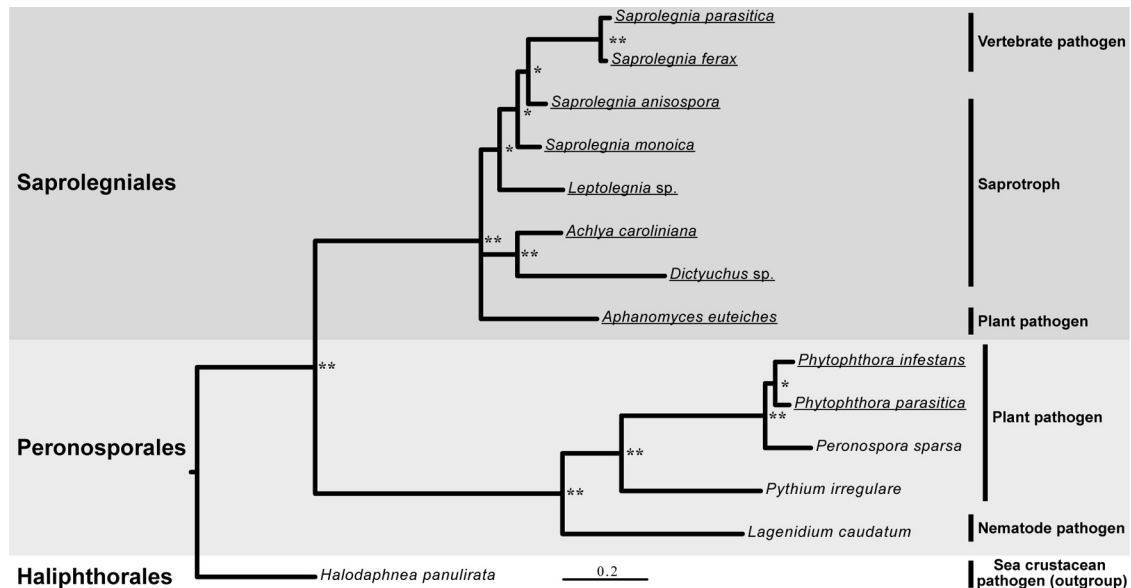 Saprolegnia parasitica
**
Vertebrate pathogen
Saprolegnia ferax
*
Saprolegnia anisospora
*
Saprolegnia monoica
*
Saprolegniales
Leptolegnia sp.
Saprotroph
Achlya caroliniana
**
**
Dictyuchus sp.
Aphanomyces euteiches
Plant pathogen
Phytophthora infestans
**
*
Phytophthora parasitica
**
Plant pathogen
Peronosporales
Peronospora sparsa
**
Pythium irregulare
**
Lagenidium caudatum
Nematode pathogen
Haliphthorales
Halodaphnea panulirata
0.2
Sea crustacean
pathogen (outgroup)